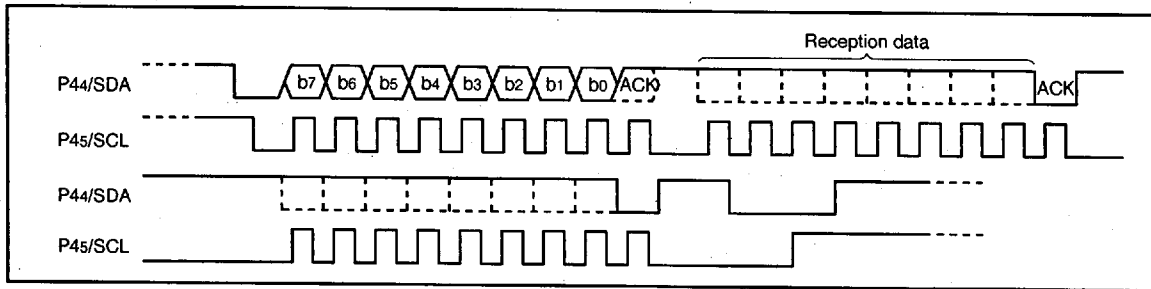 Reception data
P44/SDA b7 b6 b5 b4 b3 b2 b1 b0 ACK ACK
P45/SCL
P44/SDA
P45/SCL